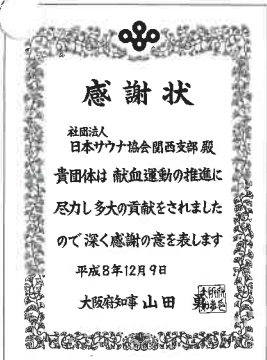 感謝状
社団法人
日本サウナ協会関西支部 殿
貴団体は 献血運動の推進に
尽力し多大の貢献をされました
ので深く感謝の意を表します
平成8年12月9日
大阪府知事 山田 勇